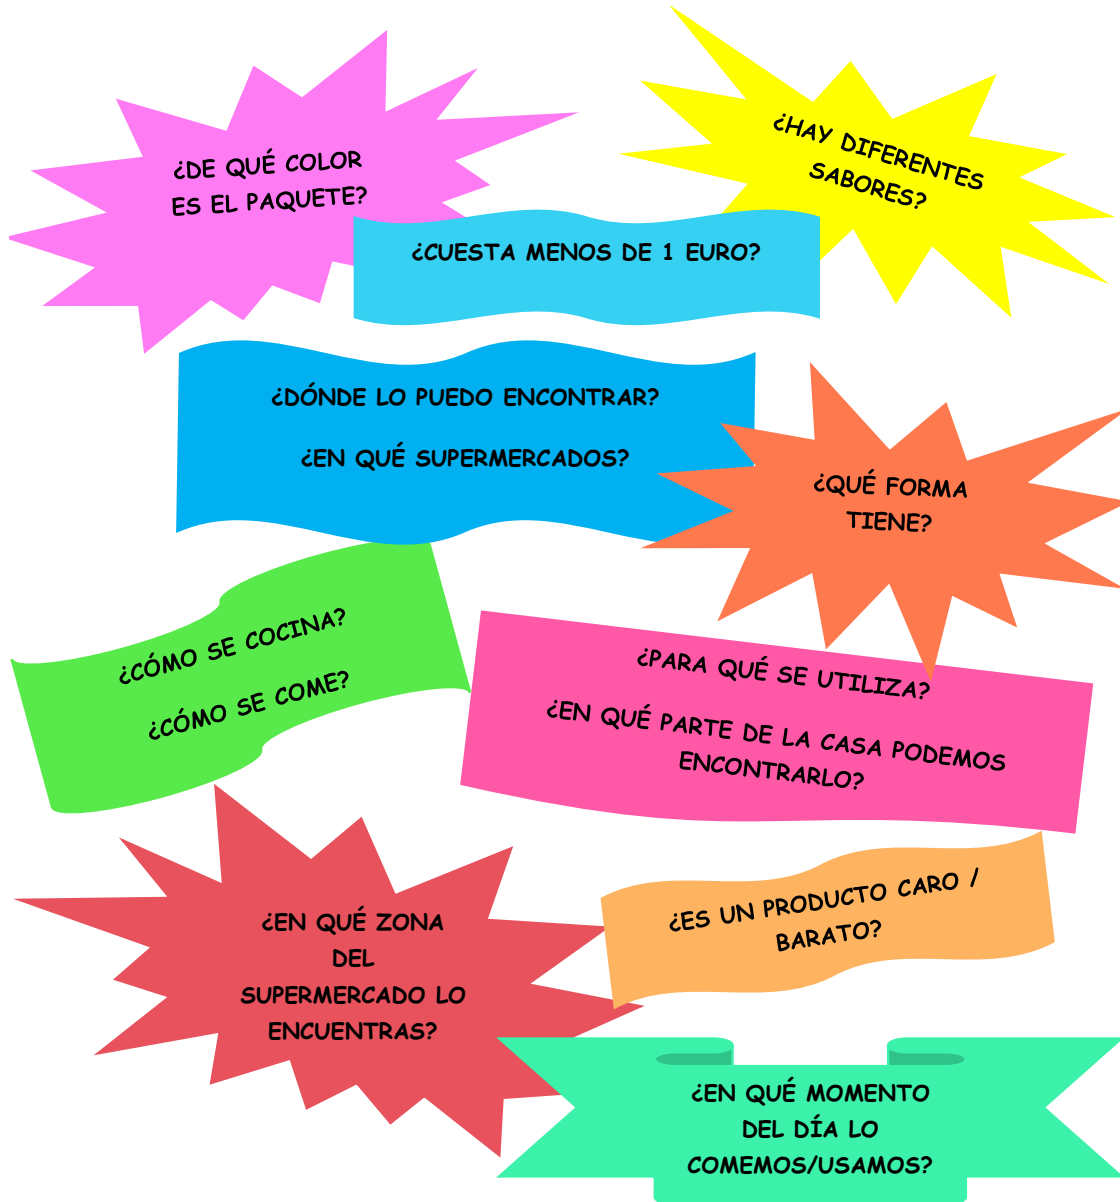 ¿DE QUÉ COLOR
ES EL PAQUETE?
¿HAY DIFERENTES
SABORES?
¿CUESTA MENOS DE 1 EURO?
¿DÓNDE LO PUEDO ENCONTRAR?
¿EN QUÉ SUPERMERCADOS?
¿QUÉ FORMA
TIENE?
¿CÓMO SE COCINA?
¿CÓMO SE COME?
¿PARA QUÉ SE UTILIZA?
¿EN QUÉ PARTE DE LA CASA PODEMOS
ENCONTRARLO?
¿EN QUÉ ZONA
DEL
SUPERMERCADO LO
ENCUENTRAS?
¿ES UN PRODUCTO CARO /
BARATO?
¿EN QUÉ MOMENTO
DEL DÍA LO
COMEMOS/USAMOS?